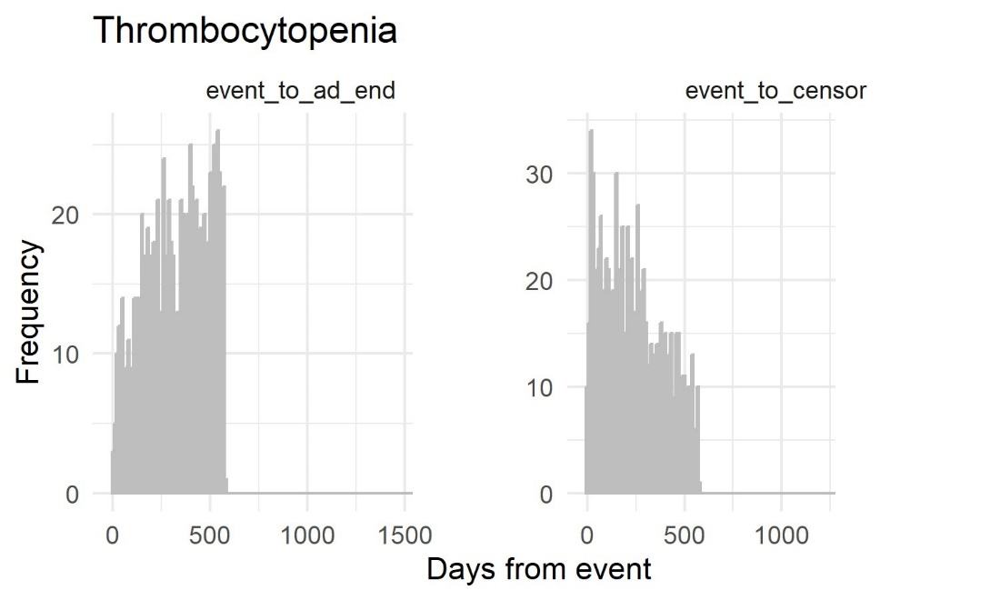 Thrombocytopenia
event_to_ad_end
event_to_censor
Frequency
20
10
0
30
20
10
0
0 500 1000 1500
0 500 1000
Days from event